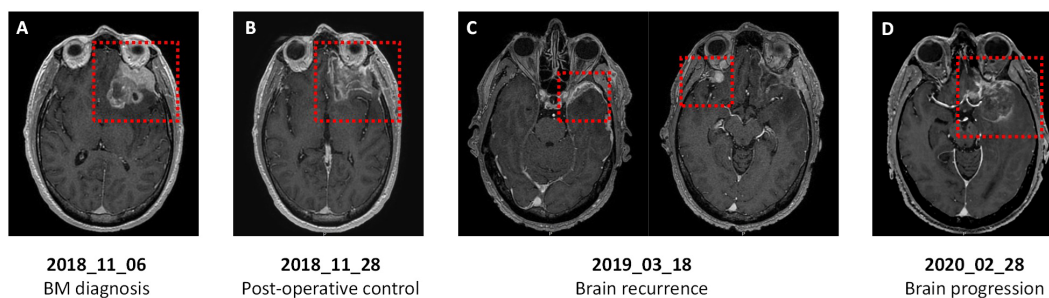 A
B
C
D
2018_11_06
BM diagnosis
2018_11_28
Post-operative control
2019_03_18
Brain recurrence
2020_02_28
Brain progression